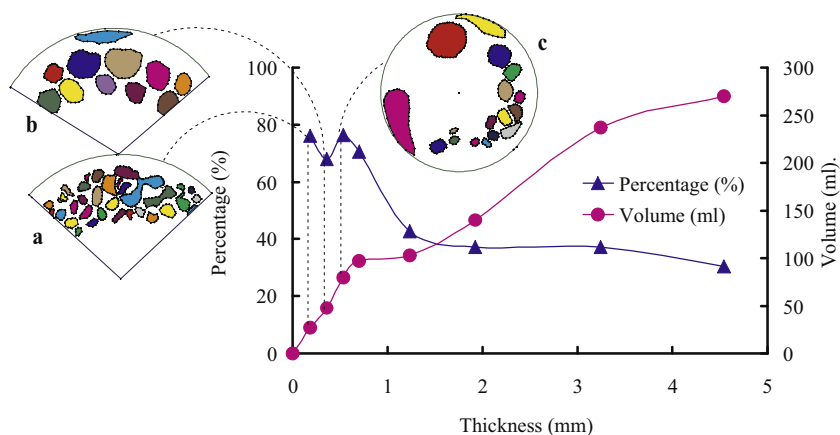 b
a
c
100
80
60
40
20
0
Percentage (%)
300
250
200
150
100
50
0
Volume (ml).
Percentage (%)
Volume (ml)
0 1 2 3 4 5
Thickness (mm)